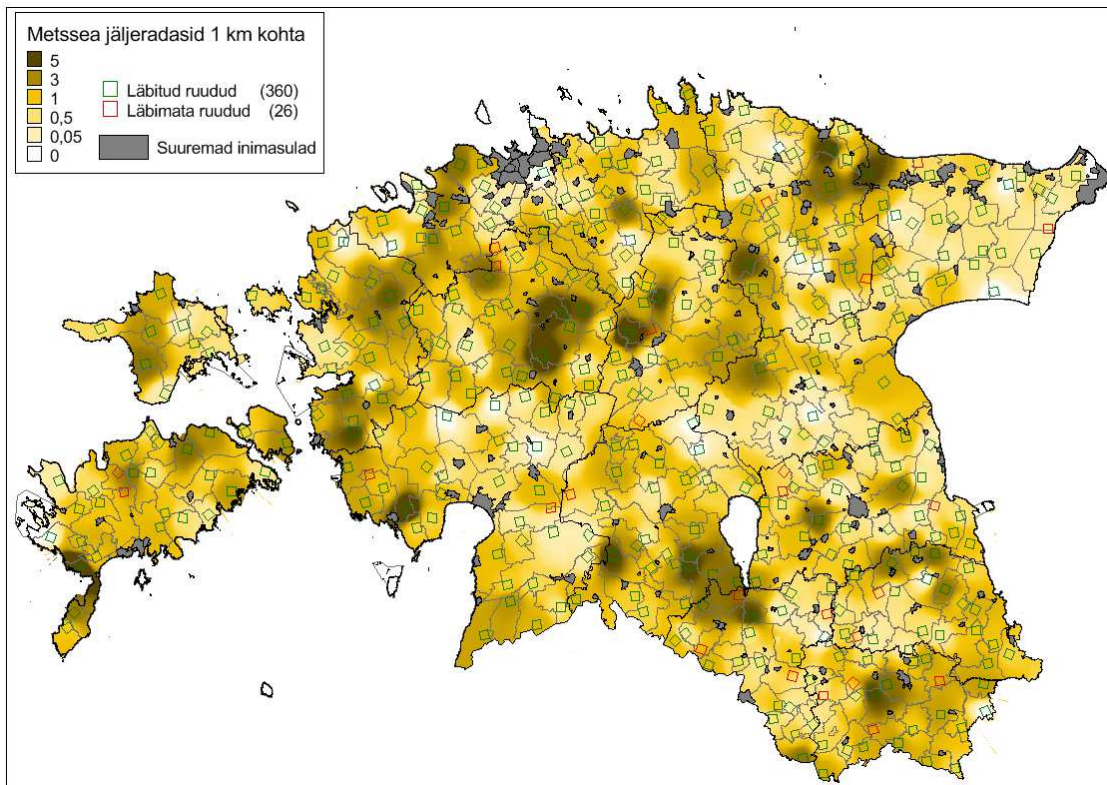 Metssea jäljeradasid 1 km kohta
5
3
1
0,5
0,05
0
Läbitud ruudud (360)
Läbimata ruudud (26)
Suuremad inimasulad